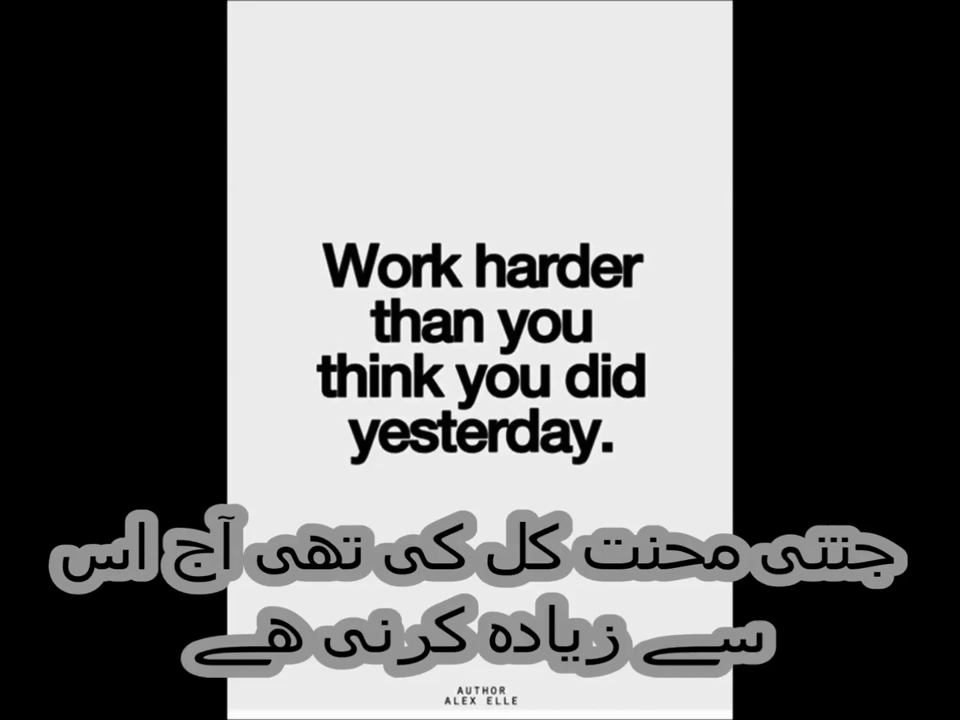 Work harder
than you
think you did
yesterday.
جتنی محنت کل کی تھی آج اس
سے زیادہ کرنی ھے
AUTHOR
ALEX ELLE